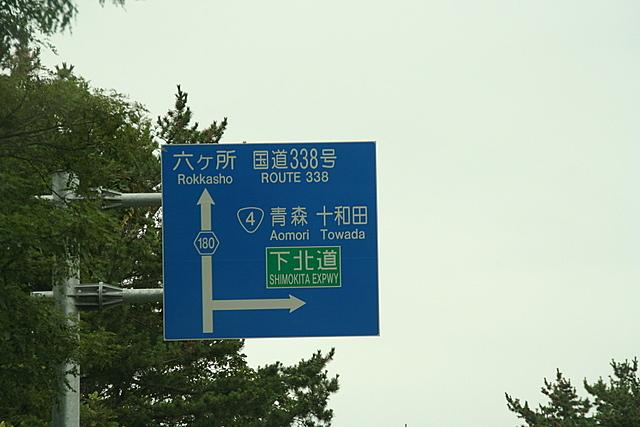 六ヶ所 国道338号
Rokkasho ROUTE 338
4 青森 十和田
Aomori Towada
180
下北道
SHIMOKITA EXPWY